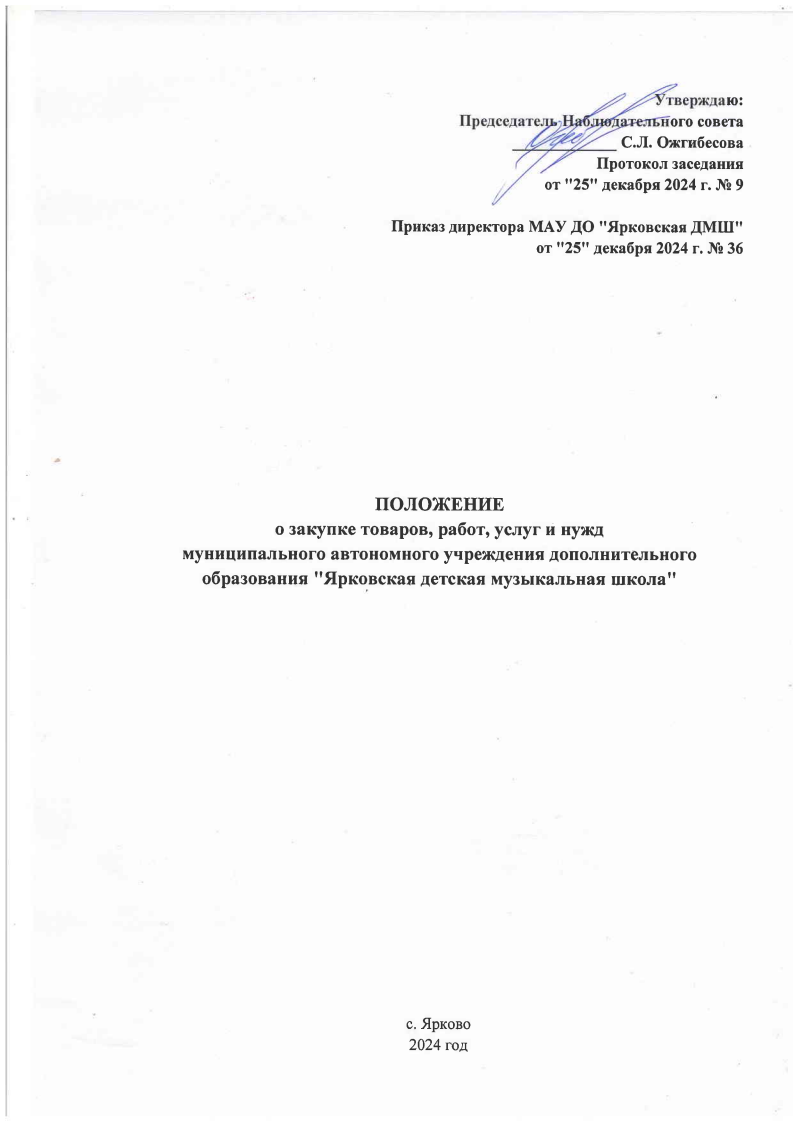 Утверждаю:
Председатель Наблюдательного совета
_______________ С.Л. Ожгибесова
Протокол заседания
от "25" декабря 2024 г. № 9
Приказ директора МАУ ДО "Ярковская ДМШ"
от "25" декабря 2024 г. № 36
ПОЛОЖЕНИЕ
о закупке товаров, работ, услуг и нужд
муниципального автономного учреждения дополнительного
образования "Ярковская детская музыкальная школа"
с. Ярково
2024 год